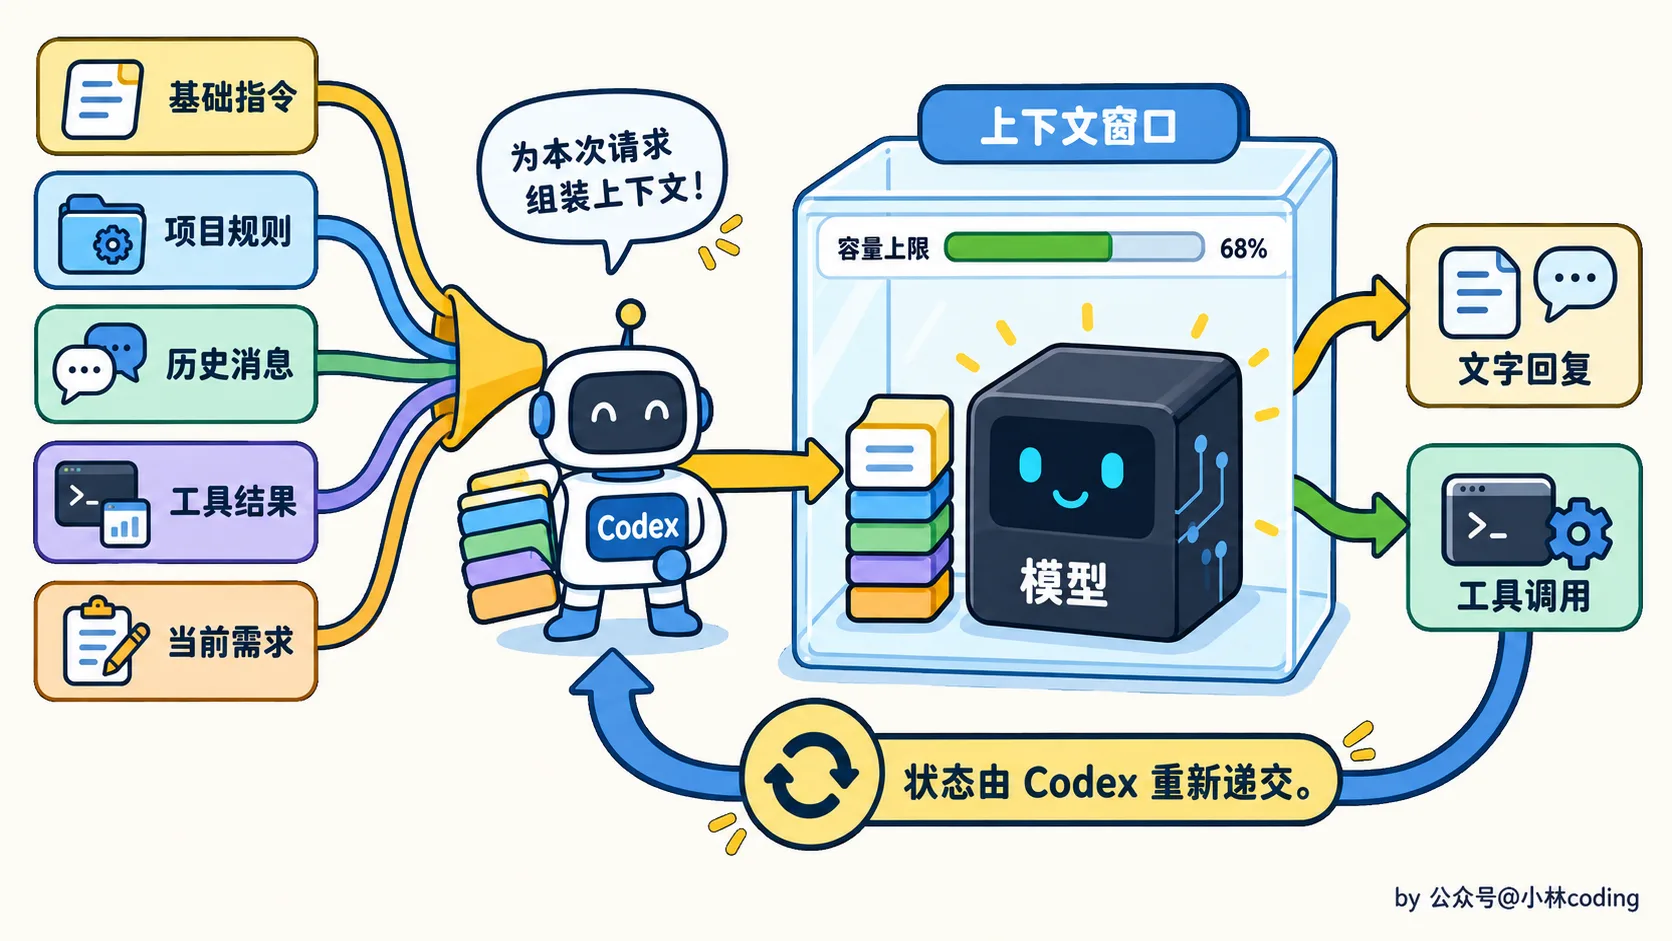 基础指令
项目规则
历史消息
工具结果
当前需求
为本次请求
组装上下文！
Codex
上下文窗口
容量上限 68%
模型
文字回复
工具调用
状态由 Codex 重新递交。
by 公众号@小林coding